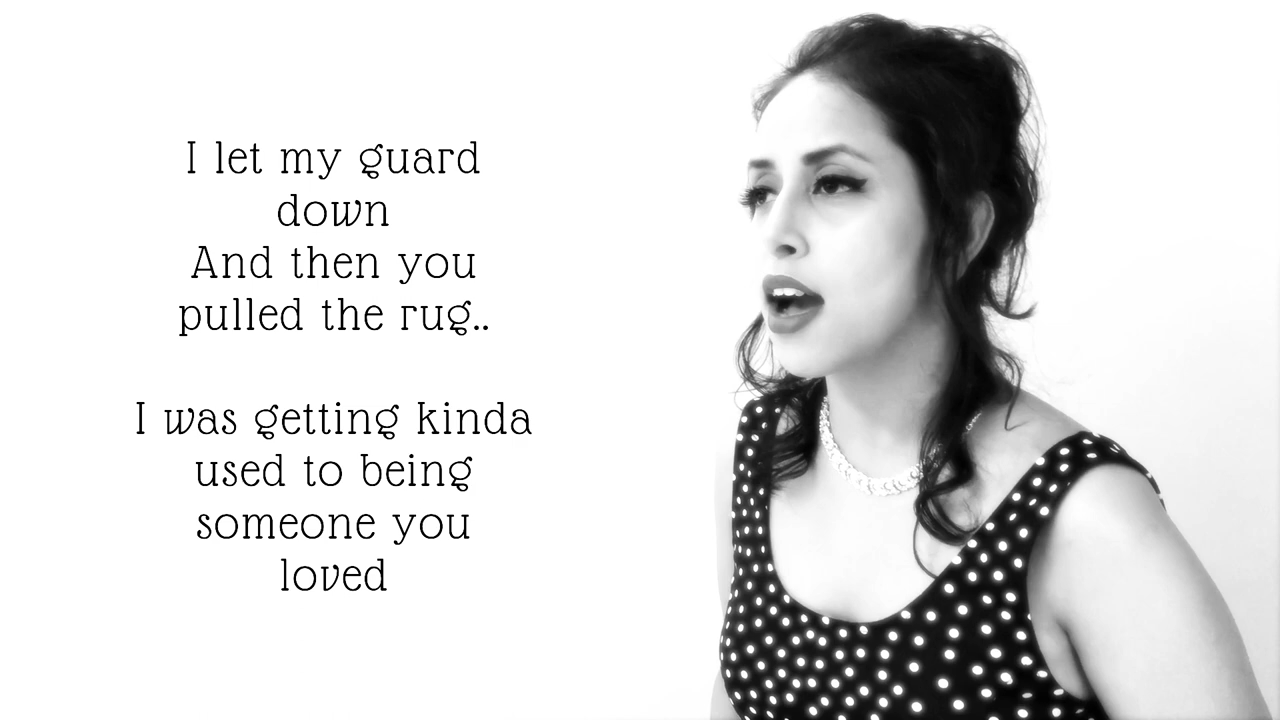 I let my guard
down
And then you
pulled the rug..
I was getting kinda
used to being
someone you
loved